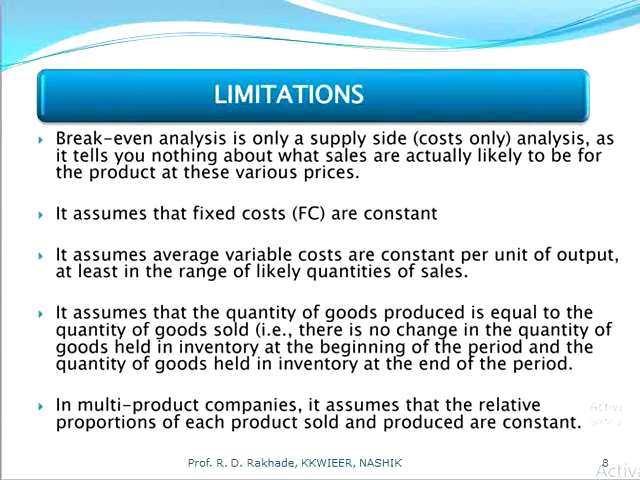 LIMITATIONS
Break-even analysis is only a supply side (costs only) analysis, as
it tells you nothing about what sales are actually likely to be for
the product at these various prices.
It assumes that fixed costs (FC) are constant
It assumes average variable costs are constant per unit of output,
at least in the range of likely quantities of sales.
It assumes that the quantity of goods produced is equal to the
quantity of goods sold (i.e., there is no change in the quantity of
goods held in inventory at the beginning of the period and the
quantity of goods held in inventory at the end of the period.
In multi-product companies, it assumes that the relative
proportions of each product sold and produced are constant.
Activa
Prof. R. D. Rakhade, KKWIEER, NASHIK
8
Activa